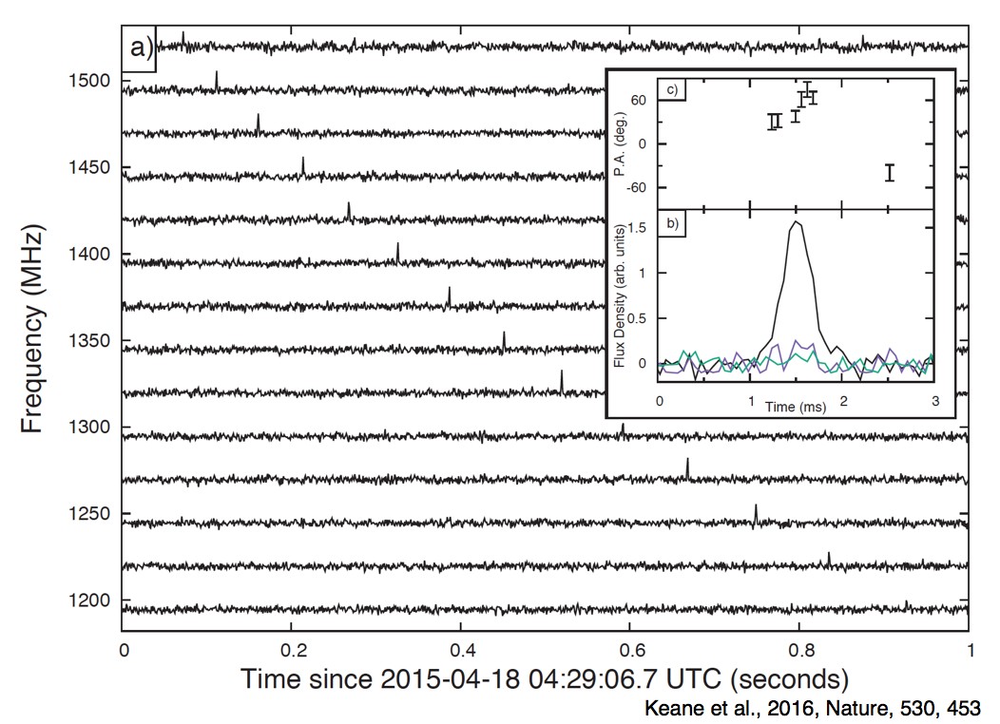 a)
1500
1450
1400
1350
1300
1250
1200
Frequency (MHz)
0 0.2 0.4 0.6 0.8 1
Time since 2015-04-18 04:29:06.7 UTC (seconds)
c)
60
0
-60
P.A. (deg.)
b)
1.5
1
0.5
0
Flux Density (arb. units)
0 1 2 3
Time (ms)
Keane et al., 2016, Nature, 530, 453